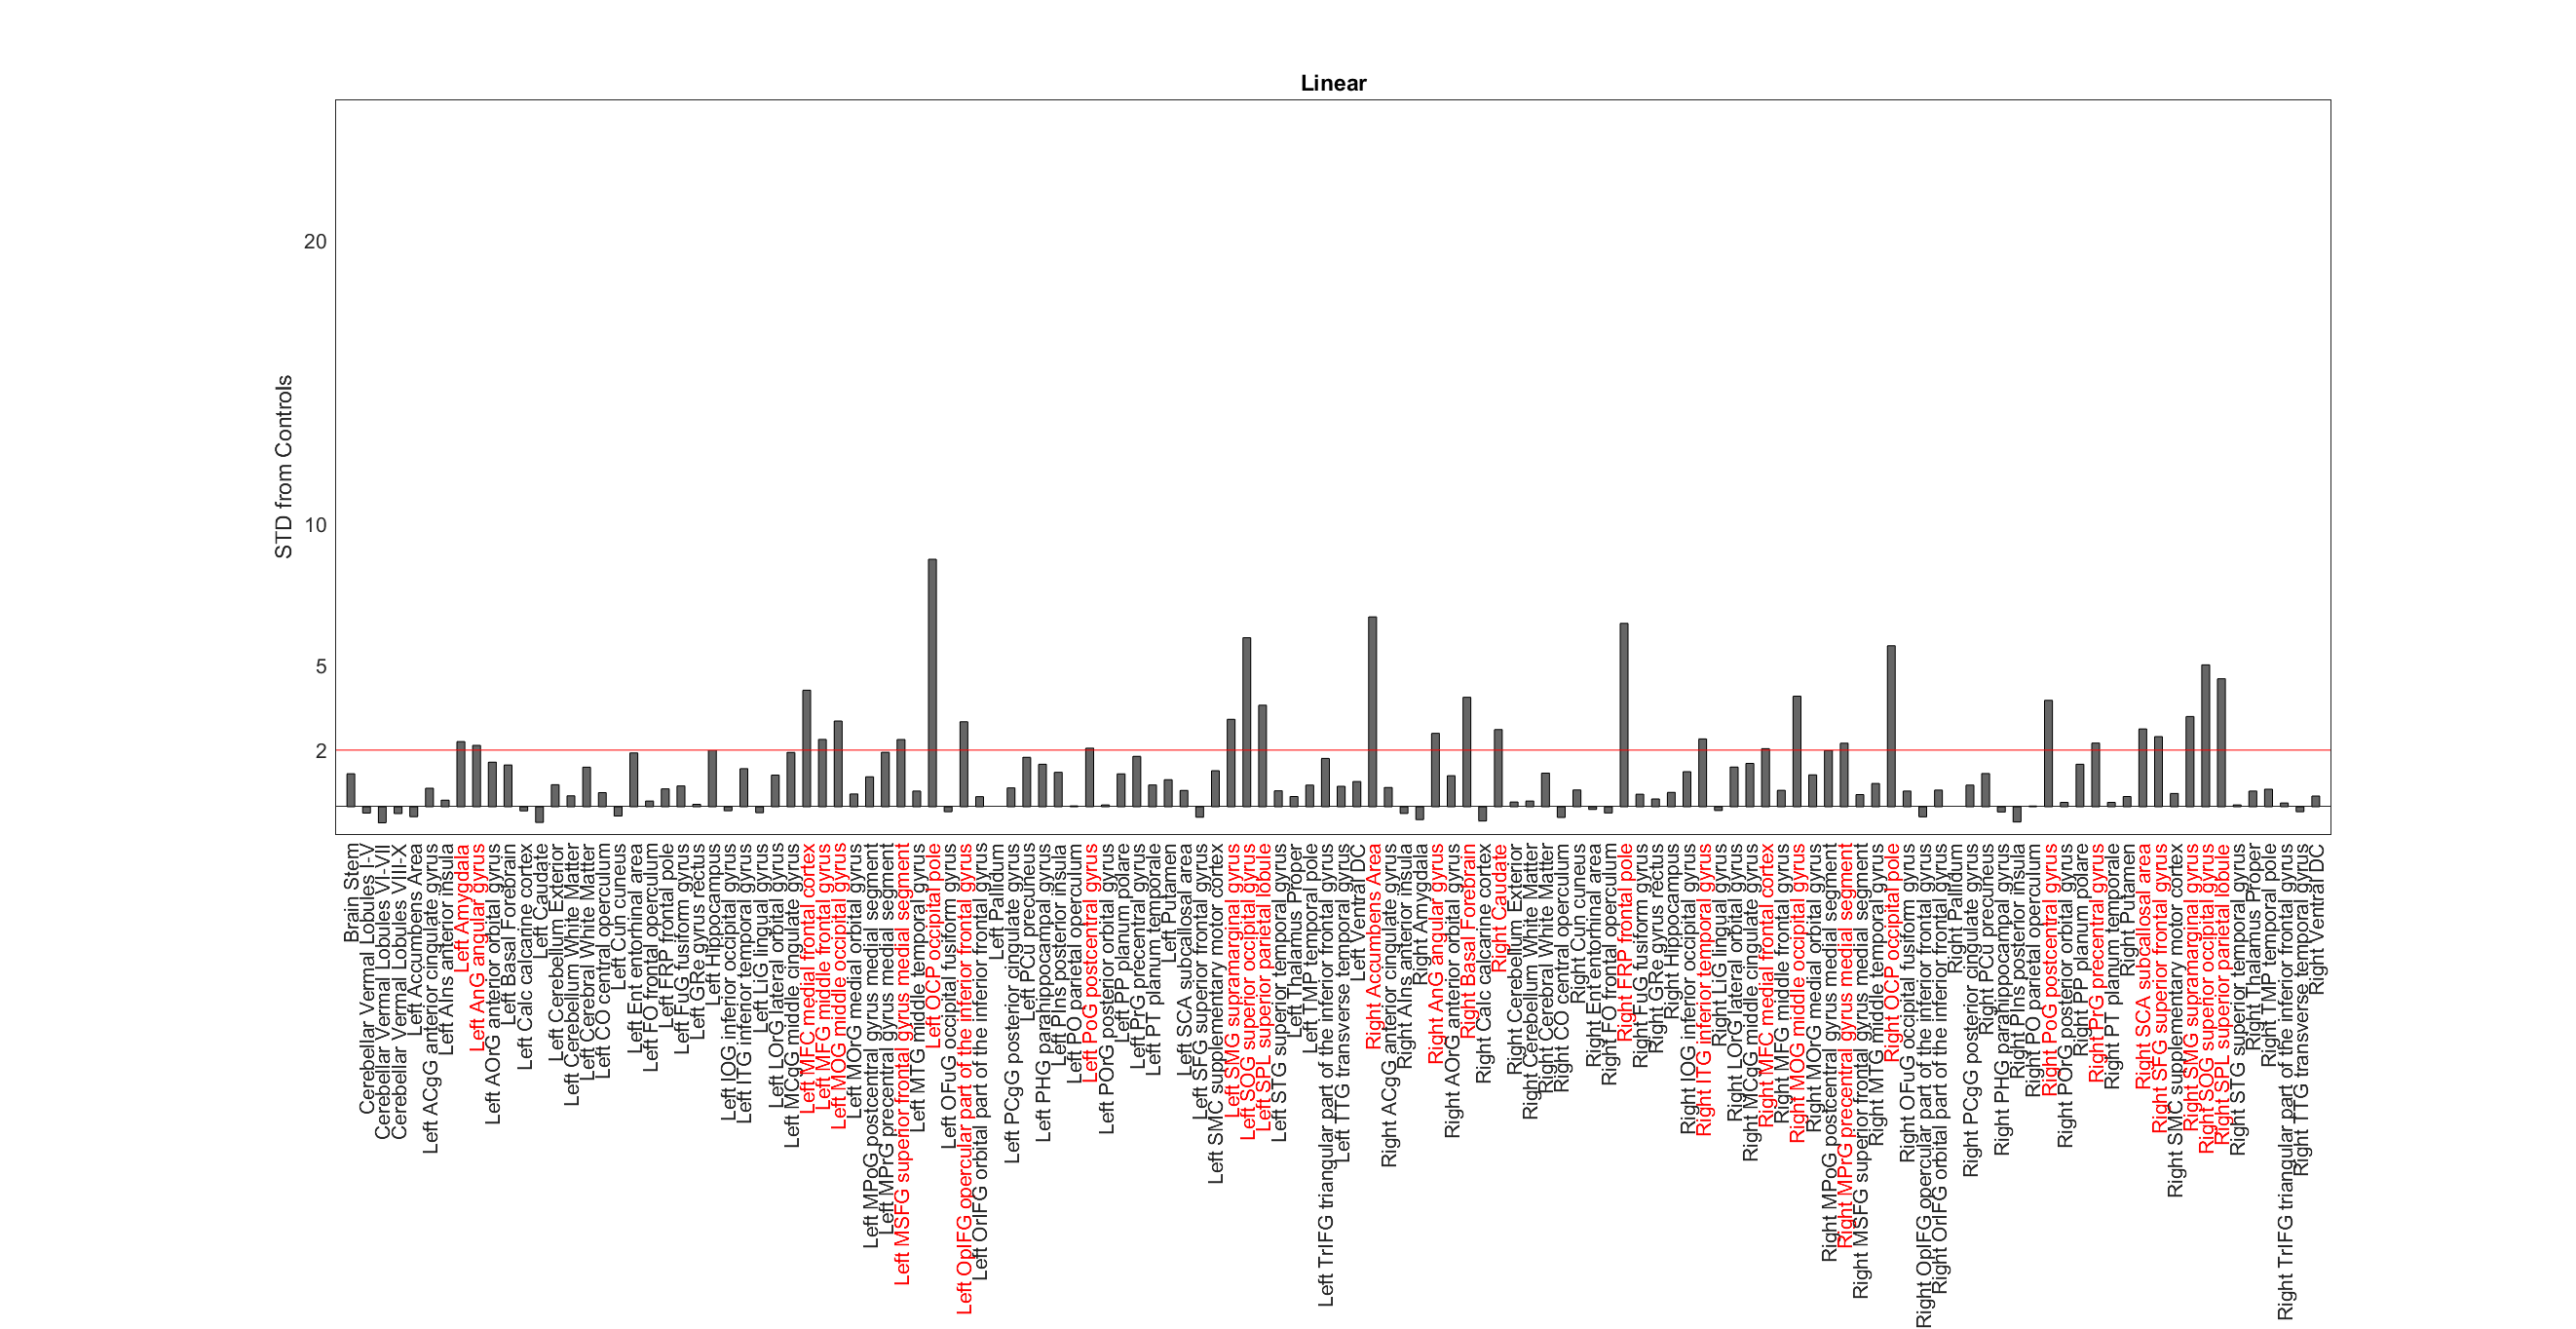 Linear
STD from Controls
20
10
5
2
Brain Stem
Cerebellar Vermal Lobules I-V
Cerebellar Vermal Lobules VI-VII
Cerebellar Vermal Lobules VIII-X
Left Accumbens Area
Left ACgG anterior cingulate gyrus
Left AIns anterior insula
Left Amygdala
Left AnG angular gyrus
Left AOrG anterior orbital gyrus
Left Basal Forebrain
Left Calc calcarine cortex
Left Caudate
Left Cerebellum Exterior
Left Cerebellum White Matter
Left Cerebral White Matter
Left CO central operculum
Left Cun cuneus
Left Ent entorhinal area
Left FO frontal operculum
Left FRP frontal pole
Left FuG fusiform gyrus
Left GRe gyrus rectus
Left Hippocampus
Left IOG inferior occipital gyrus
Left ITG inferior temporal gyrus
Left LiG lingual gyrus
Left LOrG lateral orbital gyrus
Left MCgG middle cingulate gyrus
Left MFC medial frontal cortex
Left MFG middle frontal gyrus
Left MOG middle occipital gyrus
Left MOrG medial orbital gyrus
Left MPoG postcentral gyrus medial segment
Left MPrG precentral gyrus medial segment
Left MSFG superior frontal gyrus medial segment
Left MTG middle temporal gyrus
Left OCP occipital pole
Left OFuG occipital fusiform gyrus
Left OpIFG opercular part of the inferior frontal gyrus
Left OrIFG orbital part of the inferior frontal gyrus
Left Pallidum
Left PCgG posterior cingulate gyrus
Left PCu precuneus
Left PHG parahippocampal gyrus
Left PIns posterior insula
Left PO parietal operculum
Left PoG postcentral gyrus
Left POrG posterior orbital gyrus
Left PP planum polare
Left PrG precentral gyrus
Left PT planum temporale
Left Putamen
Left SCA subcallosal area
Left SFG superior frontal gyrus
Left SMC supplementary motor cortex
Left SMG supramarginal gyrus
Left SOG superior occipital gyrus
Left SPL superior parietal lobule
Left STG superior temporal gyrus
Left Thalamus Proper
Left TMP temporal pole
Left TrIFG triangular part of the inferior frontal gyrus
Left TTG transverse temporal gyrus
Left Ventral DC
Right Accumbens Area
Right ACgG anterior cingulate gyrus
Right AIns anterior insula
Right Amygdala
Right AnG angular gyrus
Right AOrG anterior orbital gyrus
Right Basal Forebrain
Right Calc calcarine cortex
Right Caudate
Right Cerebellum Exterior
Right Cerebellum White Matter
Right Cerebral White Matter
Right CO central operculum
Right Cun cuneus
Right Ent entorhinal area
Right FO frontal operculum
Right FRP frontal pole
Right FuG fusiform gyrus
Right GRe gyrus rectus
Right Hippocampus
Right IOG inferior occipital gyrus
Right ITG inferior temporal gyrus
Right LiG lingual gyrus
Right LOrG lateral orbital gyrus
Right MCgG middle cingulate gyrus
Right MFC medial frontal cortex
Right MFG middle frontal gyrus
Right MOG middle occipital gyrus
Right MOrG medial orbital gyrus
Right MPoG postcentral gyrus medial segment
Right MPrG precentral gyrus medial segment
Right MSFG superior frontal gyrus medial segment
Right MTG middle temporal gyrus
Right OCP occipital pole
Right OFuG occipital fusiform gyrus
Right OpIFG opercular part of the inferior frontal gyrus
Right OrIFG orbital part of the inferior frontal gyrus
Right Pallidum
Right PCgG posterior cingulate gyrus
Right PCu precuneus
Right PHG parahippocampal gyrus
Right PIns posterior insula
Right PO parietal operculum
Right PoG postcentral gyrus
Right POrG posterior orbital gyrus
Right PP planum polare
Right PrG precentral gyrus
Right PT planum temporale
Right Putamen
Right SCA subcallosal area
Right SFG superior frontal gyrus
Right SMC supplementary motor cortex
Right SMG supramarginal gyrus
Right SOG superior occipital gyrus
Right SPL superior parietal lobule
Right STG superior temporal gyrus
Right Thalamus Proper
Right TMP temporal pole
Right TrIFG triangular part of the inferior frontal gyrus
Right TTG transverse temporal gyrus
Right Ventral DC